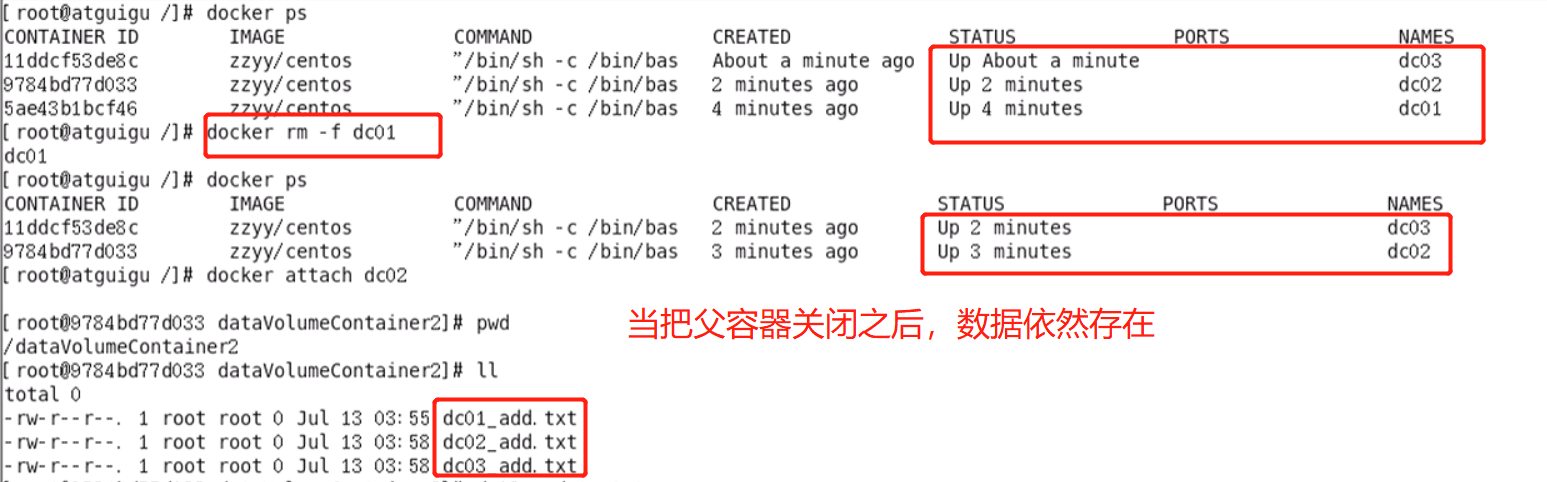 [ root@atguigu /]# docker ps
CONTAINER ID IMAGE COMMAND CREATED STATUS PORTS NAMES
11ddcf53de8c zzyy/centos "/bin/sh -c /bin/bas About a minute ago Up About a minute dc03
9784bd77d033 zzyy/centos "/bin/sh -c /bin/bas 2 minutes ago Up 2 minutes dc02
5ae43b1bcf46 zzyy/centos "/bin/sh -c /bin/bas 4 minutes ago Up 4 minutes dc01
[ root@atguigu /]# docker rm -f dc01
dc01
[ root@atguigu /]# docker ps
CONTAINER ID IMAGE COMMAND CREATED STATUS PORTS NAMES
11ddcf53de8c zzyy/centos "/bin/sh -c /bin/bas 2 minutes ago Up 2 minutes dc03
9784bd77d033 zzyy/centos "/bin/sh -c /bin/bas 3 minutes ago Up 3 minutes dc02
[ root@atguigu /]# docker attach dc02
[ root@9784bd77d033 dataVolumeContainer2]# pwd
当把父容器关闭之后，数据依然存在
/dataVolumeContainer2
[ root@9784bd77d033 dataVolumeContainer2]# ll
total 0
-rw-r--r--. 1 root root 0 Jul 13 03:55 dc01_add.txt
-rw-r--r--. 1 root root 0 Jul 13 03:58 dc02_add.txt
-rw-r--r--. 1 root root 0 Jul 13 03:58 dc03_add.txt